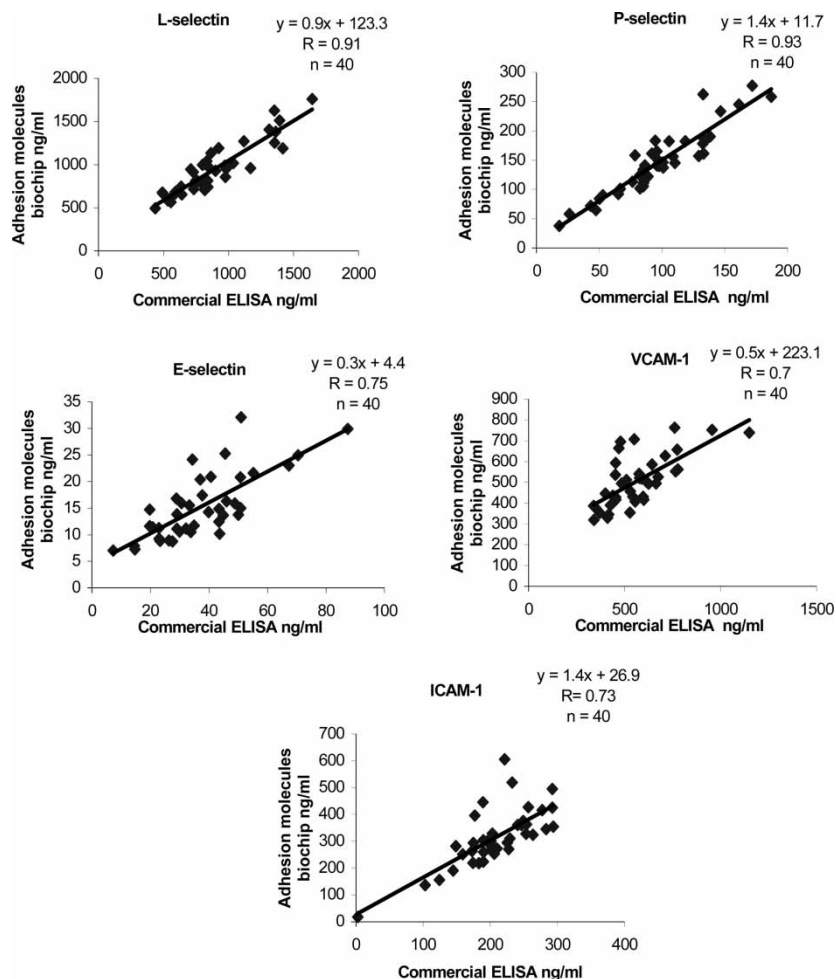 L-selectin
y = 0.9x + 123.3
R = 0.91
n = 40
Adhesion molecules
biochip ng/ml
2000
1500
1000
500
0
0 500 1000 1500 2000
Commercial ELISA ng/ml
P-selectin
y = 1.4x + 11.7
R = 0.93
n = 40
Adhesion molecules
biochip ng/ml
300
250
200
150
100
50
0
0 50 100 150 200
Commercial ELISA ng/ml
E-selectin
y = 0.3x + 4.4
R = 0.75
n = 40
Adhesion molecules
biochip ng/ml
35
30
25
20
15
10
5
0
0 20 40 60 80 100
Commercial ELISA ng/ml
VCAM-1
y = 0.5x + 223.1
R = 0.7
n = 40
Adhesion molecules
biochip ng/ml
900
800
700
600
500
400
300
200
100
0
0 500 1000 1500
Commercial ELISA ng/ml
ICAM-1
y = 1.4x + 26.9
R= 0.73
n = 40
Adhesion molecules
biochip ng/ml
700
600
500
400
300
200
100
0
0 100 200 300 400
Commercial ELISA ng/ml